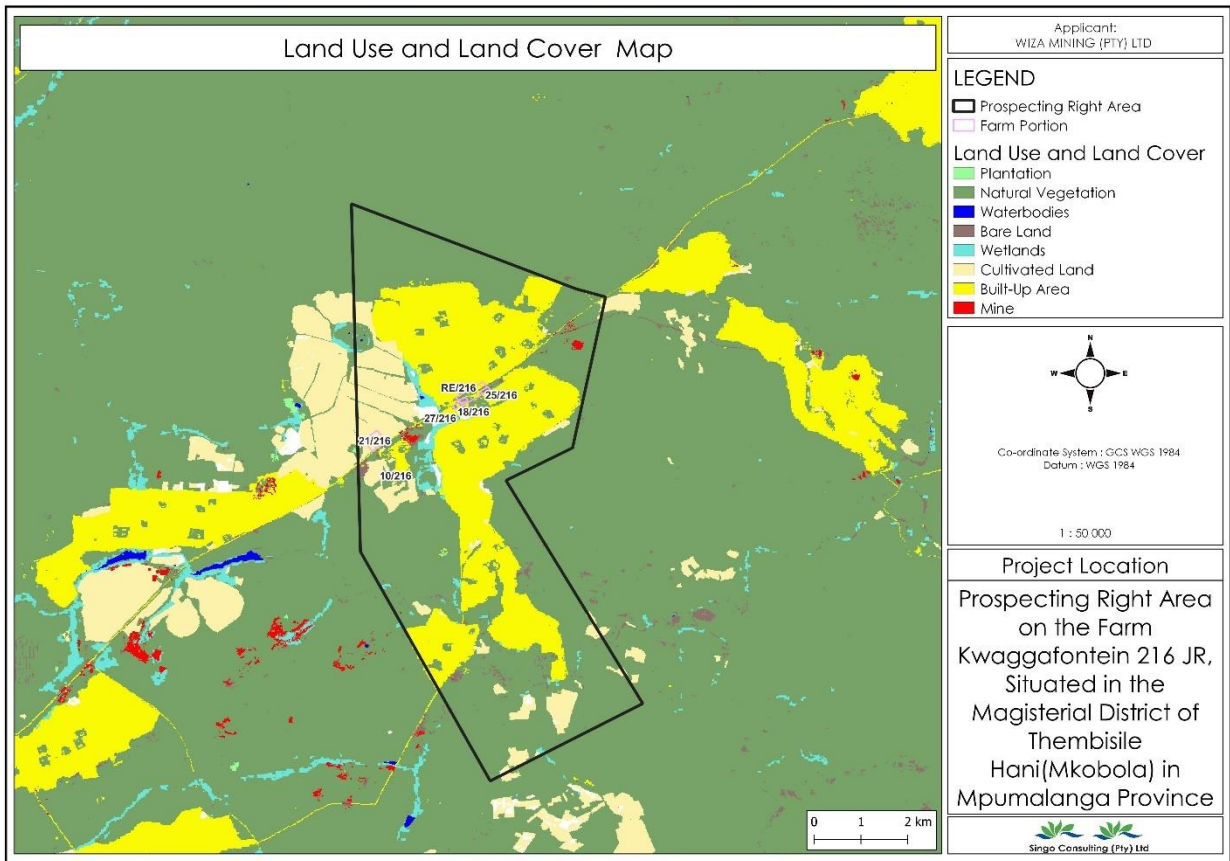 Land Use and Land Cover Map
RE/216
25/216
18/216
27/216
21/216
10/216
0 1 2 km
Applicant:
WIZA MINING (PTY) LTD
LEGEND
Prospecting Right Area
Farm Portion
Land Use and Land Cover
Plantation
Natural Vegetation
Waterbodies
Bare Land
Wetlands
Cultivated Land
Built-Up Area
Mine
N
W E
S
Co-ordinate System : GCS WGS 1984
Datum : WGS 1984
1 : 50 000
Project Location
Prospecting Right Area
on the Farm
Kwaggafontein 216 JR,
Situated in the
Magisterial District of
Thembisile
Hani(Mkobola) in
Mpumalanga Province
Singo Consulting (Pty) Ltd